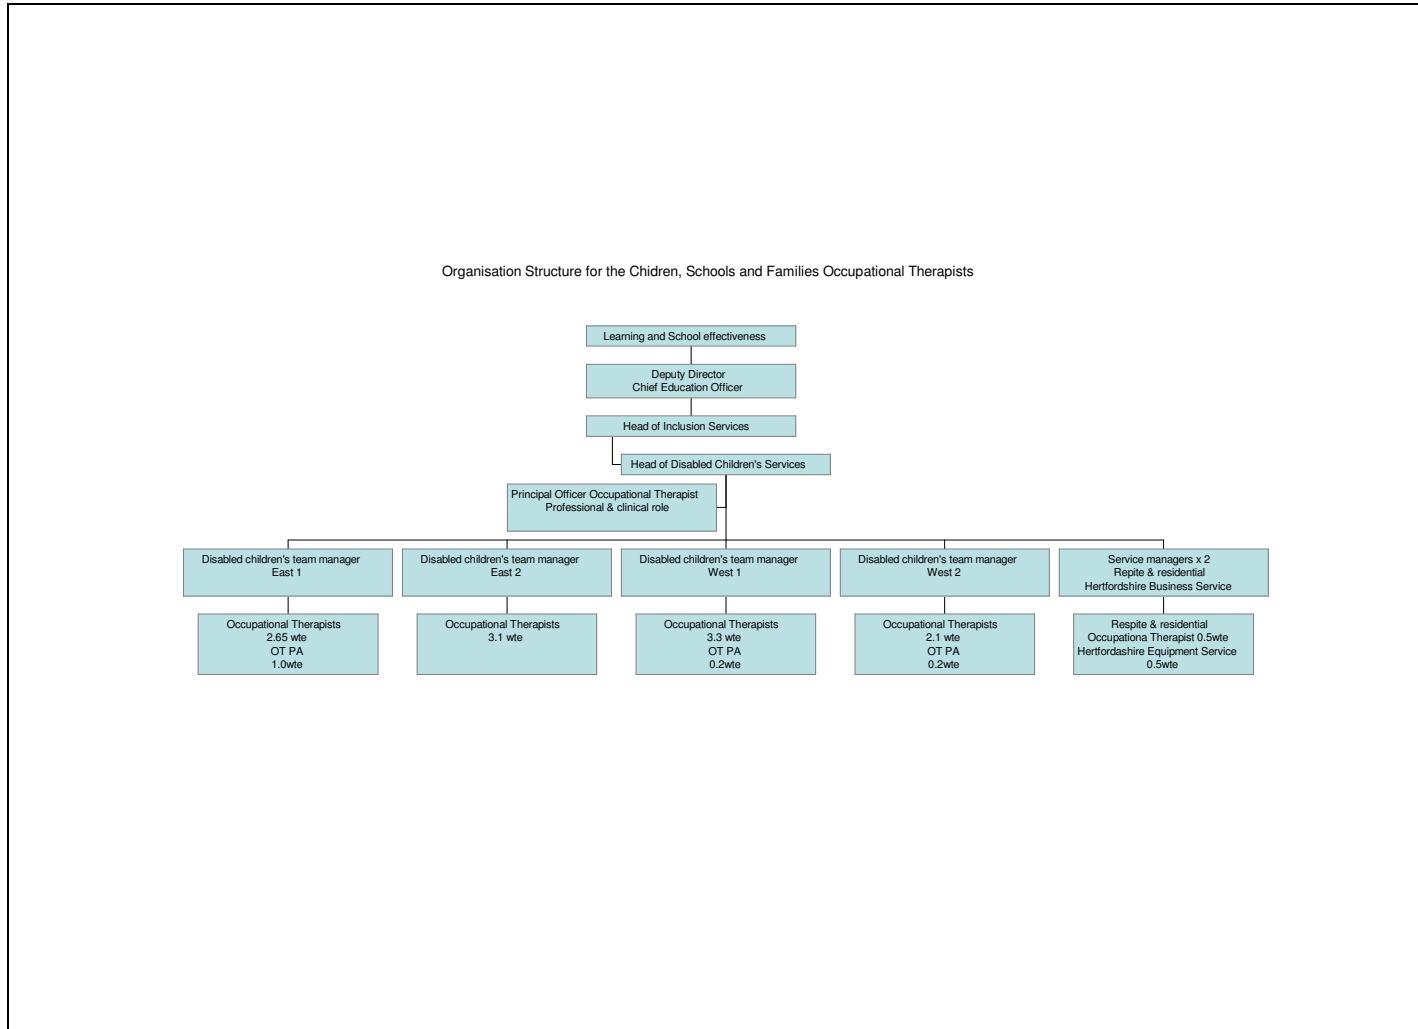 Organisation Structure for the Chidren, Schools and Families Occupational Therapists
Learning and School effectiveness
Deputy Director
Chief Education Officer
Head of Inclusion Services
Head of Disabled Children's Services
Principal Officer Occupational Therapist
Professional & clinical role
Disabled children's team manager
East 1
Disabled children's team manager
East 2
Disabled children's team manager
West 1
Disabled children's team manager
West 2
Service managers x 2
Repite & residential
Hertfordshire Business Service
Occupational Therapists
2.65 wte
OT PA
1.0wte
Occupational Therapists
3.1 wte
Occupational Therapists
3.3 wte
OT PA
0.2wte
Occupational Therapists
2.1 wte
OT PA
0.2wte
Respite & residential
Occupationa Therapist 0.5wte
Hertfordashire Equipment Service
0.5wte